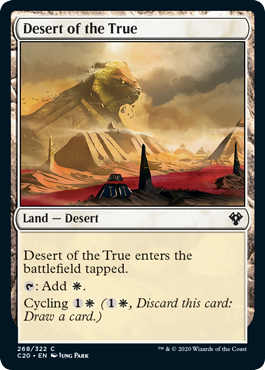 Desert of the True
Land — Desert
Desert of the True enters the
battlefield tapped.
: Add .
Cycling 1 (1, Discard this card:
Draw a card.)
268/322 C
C20 • EN Jung Park
™ & © 2020 Wizards of the Coast